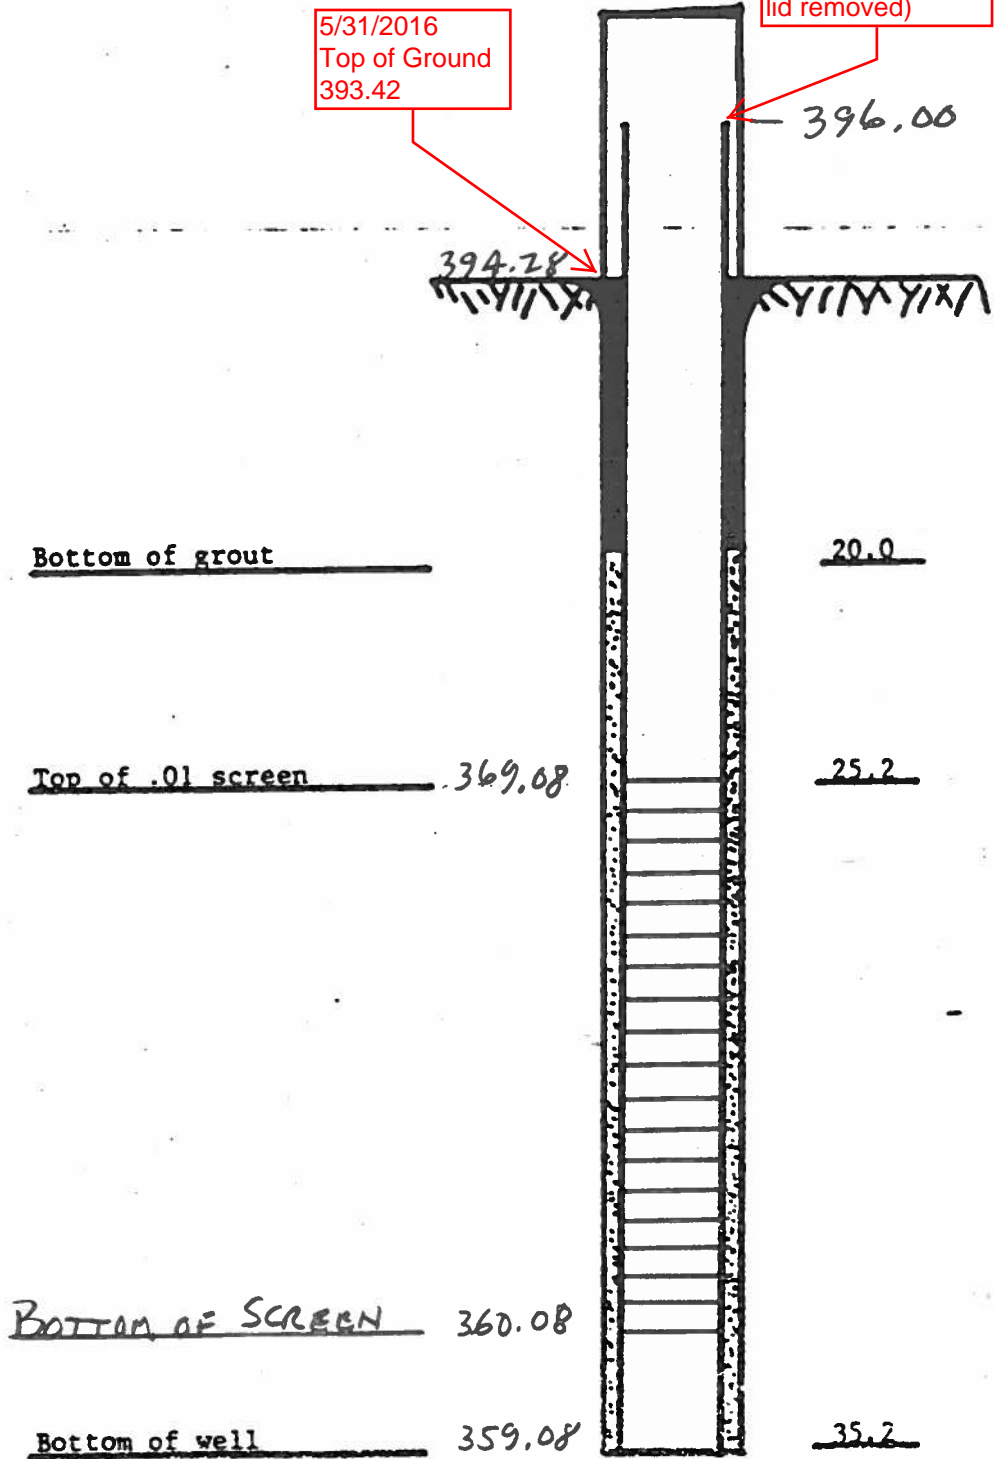 5/31/2016
Top of Ground
393.42
lid removed)
396.00
394.28
Bottom of grout 20.0
Top of .01 screen 369.08 25.2
BOTTOM OF SCREEN 360.08
Bottom of well 359.08 35.2